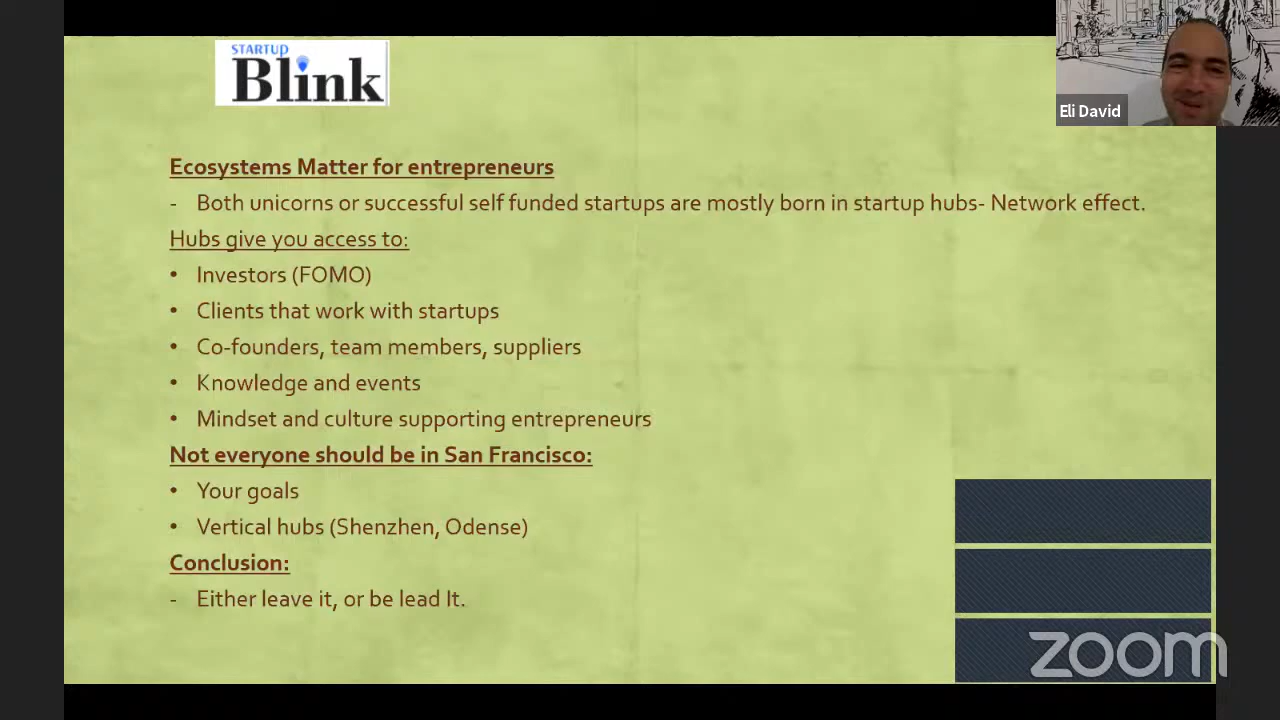 STARTUP
Blink
Eli David
Ecosystems Matter for entrepreneurs
- Both unicorns or successful self funded startups are mostly born in startup hubs- Network effect.
Hubs give you access to:
• Investors (FOMO)
• Clients that work with startups
• Co-founders, team members, suppliers
• Knowledge and events
• Mindset and culture supporting entrepreneurs
Not everyone should be in San Francisco:
• Your goals
• Vertical hubs (Shenzhen, Odense)
Conclusion:
- Either leave it, or be lead It.
zoom